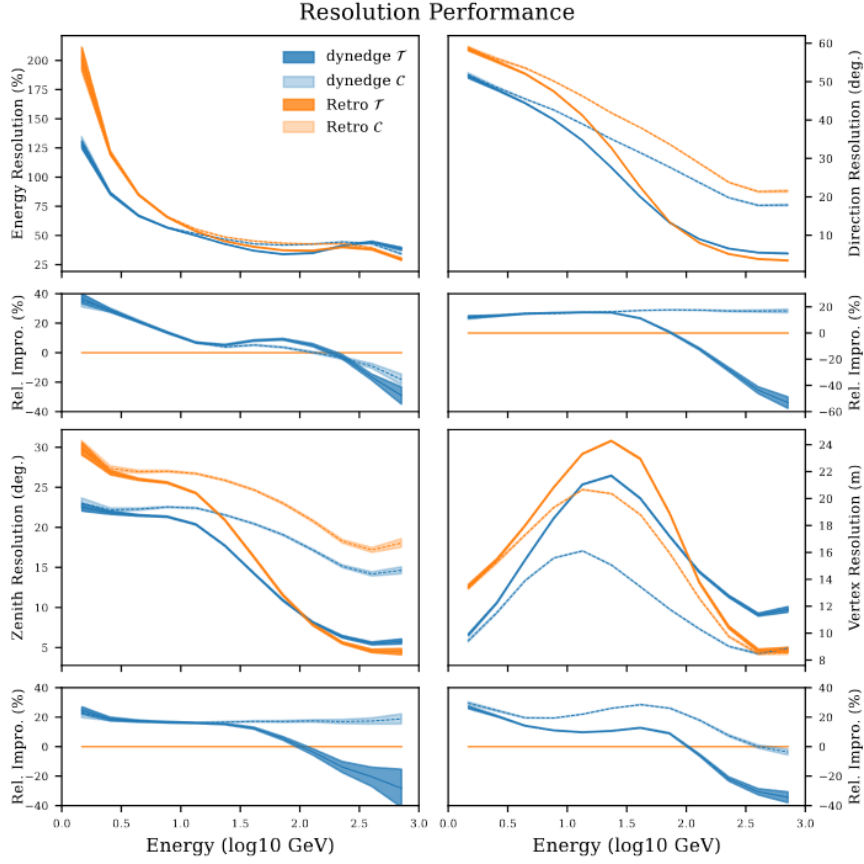 Resolution Performance
Energy Resolution (%)
200
175
150
125
100
75
50
25
dynedge 𝒯
dynedge 𝒞
Retro 𝒯
Retro 𝒞
60
50
40
30
20
10
Direction Resolution (deg.)
Rel. Impro. (%)
40
20
0
−20
−40
20
0
−20
−40
−60
Rel. Impro. (%)
Zenith Resolution (deg.)
30
25
20
15
10
5
24
22
20
18
16
14
12
10
8
Vertex Resolution (m)
Rel. Impro. (%)
40
20
0
−20
−40
40
20
0
−20
−40
Rel. Impro. (%)
0.0 0.5 1.0 1.5 2.0 2.5 3.0
0.0 0.5 1.0 1.5 2.0 2.5 3.0
Energy (log10 GeV)
Energy (log10 GeV)